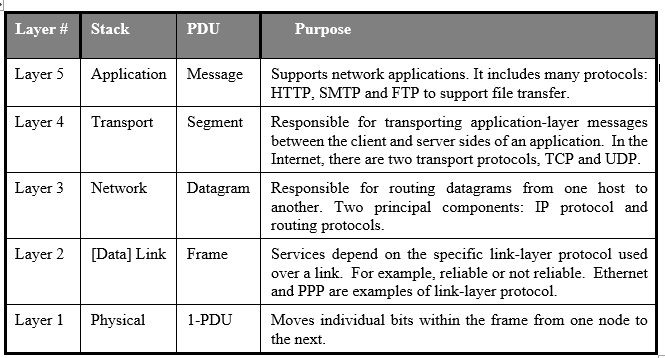 Layer # Stack PDU Purpose
Layer 5 Application Message Supports network applications. It includes many protocols:
HTTP, SMTP and FTP to support file transfer.
Layer 4 Transport Segment Responsible for transporting application-layer messages
between the client and server sides of an application. In the
Internet, there are two transport protocols, TCP and UDP.
Layer 3 Network Datagram Responsible for routing datagrams from one host to
another. Two principal components: IP protocol and
routing protocols.
Layer 2 [Data] Link Frame Services depend on the specific link-layer protocol used
over a link. For example, reliable or not reliable. Ethernet
and PPP are examples of link-layer protocol.
Layer 1 Physical 1-PDU Moves individual bits within the frame from one node to
the next.